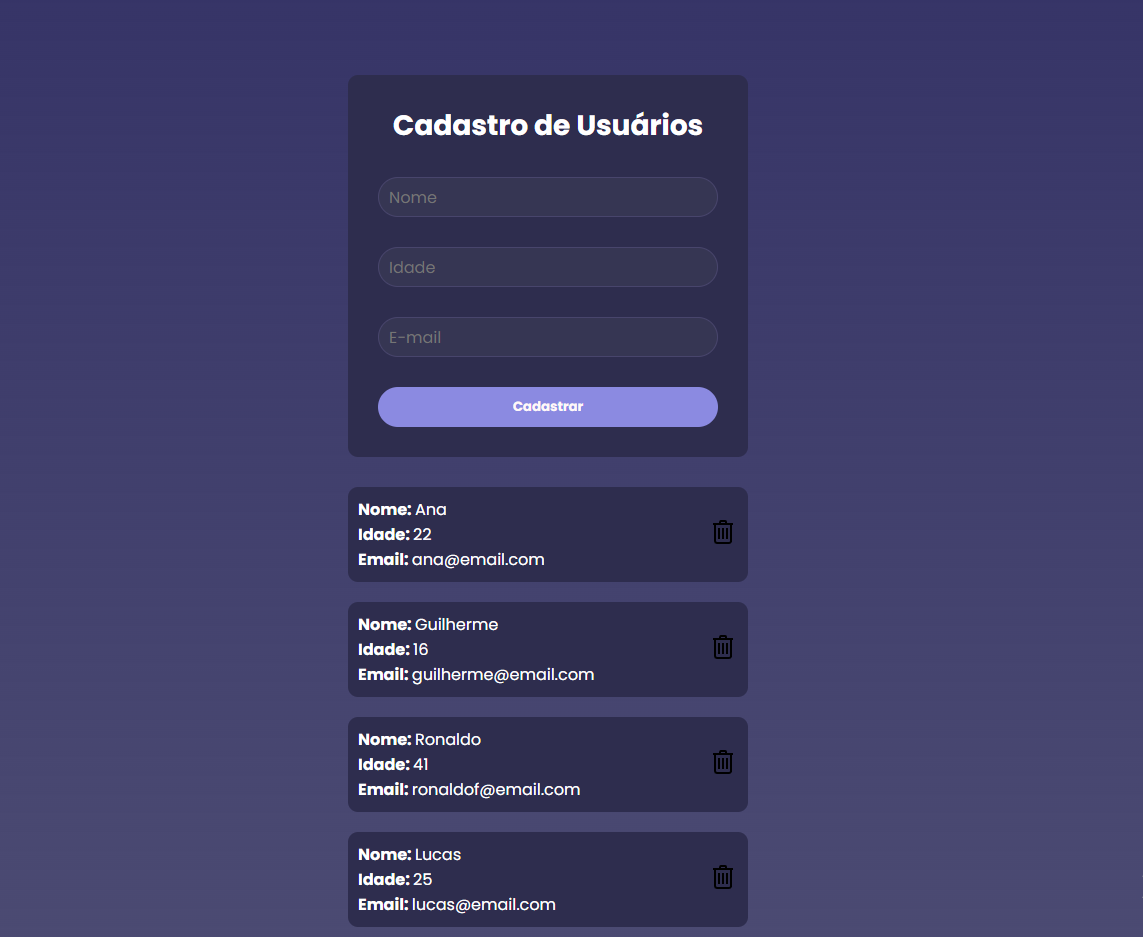 Cadastro de Usuários
Nome
Idade
E-mail
Cadastrar
Nome: Ana
Idade: 22
Email: ana@email.com
Nome: Guilherme
Idade: 16
Email: guilherme@email.com
Nome: Ronaldo
Idade: 41
Email: ronaldof@email.com
Nome: Lucas
Idade: 25
Email: lucas@email.com